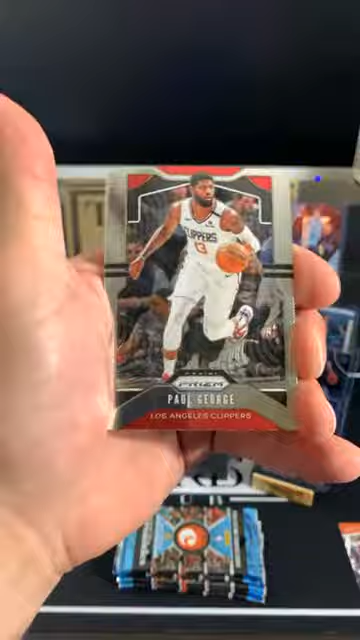 CLIPPERS
13
PANINI
PRIZM
PAUL GEORGE
LOS ANGELES CLIPPERS